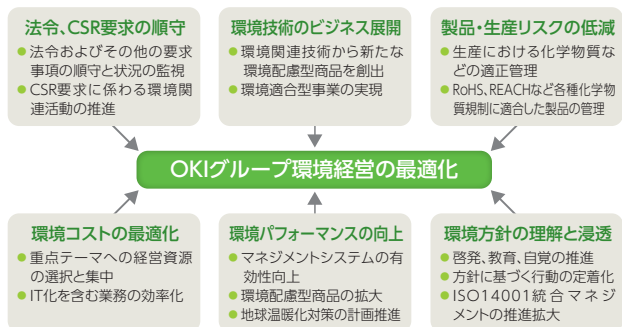 法令、CSR要求の順守
● 法令およびその他の要求
事項の順守と状況の監視
● CSR要求に係わる環境関
連活動の推進
環境技術のビジネス展開
● 環境関連技術から新たな
環境配慮型商品を創出
● 環境適合型事業の実現
製品・生産リスクの低減
● 生産における化学物質な
どの適正管理
● RoHS、REACHなど各種化学物
質規制に適合した製品の管理
OKIグループ環境経営の最適化
環境コストの最適化
● 重点テーマへの経営資源
の選択と集中
● IT化を含む業務の効率化
環境パフォーマンスの向上
● マネジメントシステムの有
効性向上
● 環境配慮型商品の拡大
● 地球温暖化対策の計画推進
環境方針の理解と浸透
● 啓発、教育、自覚の推進
● 方針に基づく行動の定着化
● ISO14001統合マネジ
メントの推進拡大